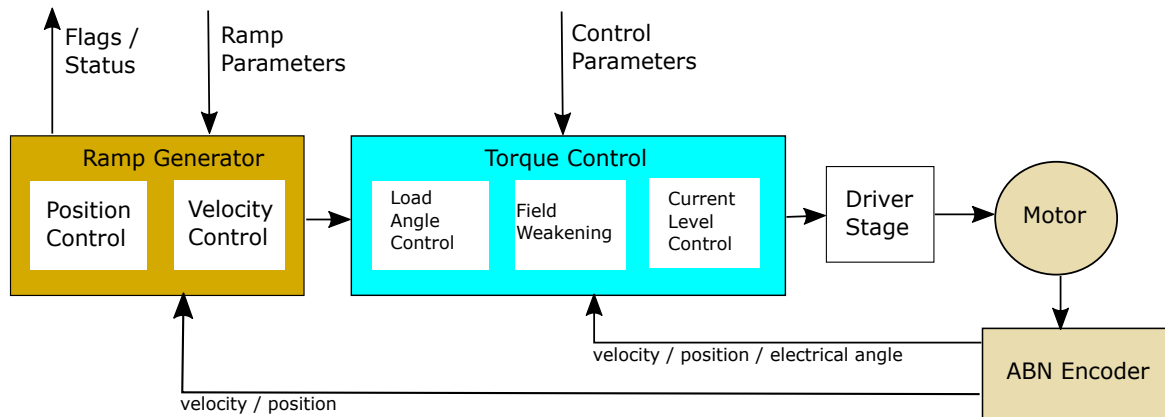 Flags /
Status
Ramp
Parameters
Control
Parameters
Ramp Generator
Position
Control
Velocity
Control
Torque Control
Load
Angle
Control
Field
Weakening
Current
Level
Control
Driver
Stage
Motor
velocity / position / electrical angle
ABN Encoder
velocity / position